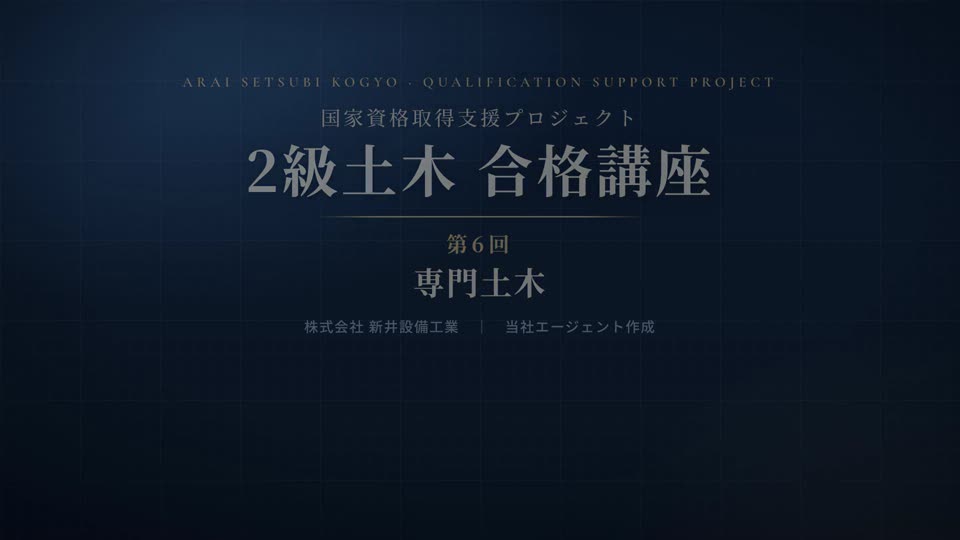 ARAI SETSUBI KOGYO · QUALIFICATION SUPPORT PROJECT
国家資格取得支援プロジェクト
2級土木 合格講座
第6回
専門土木
株式会社 新井設備工業 ｜ 当社エージェント作成